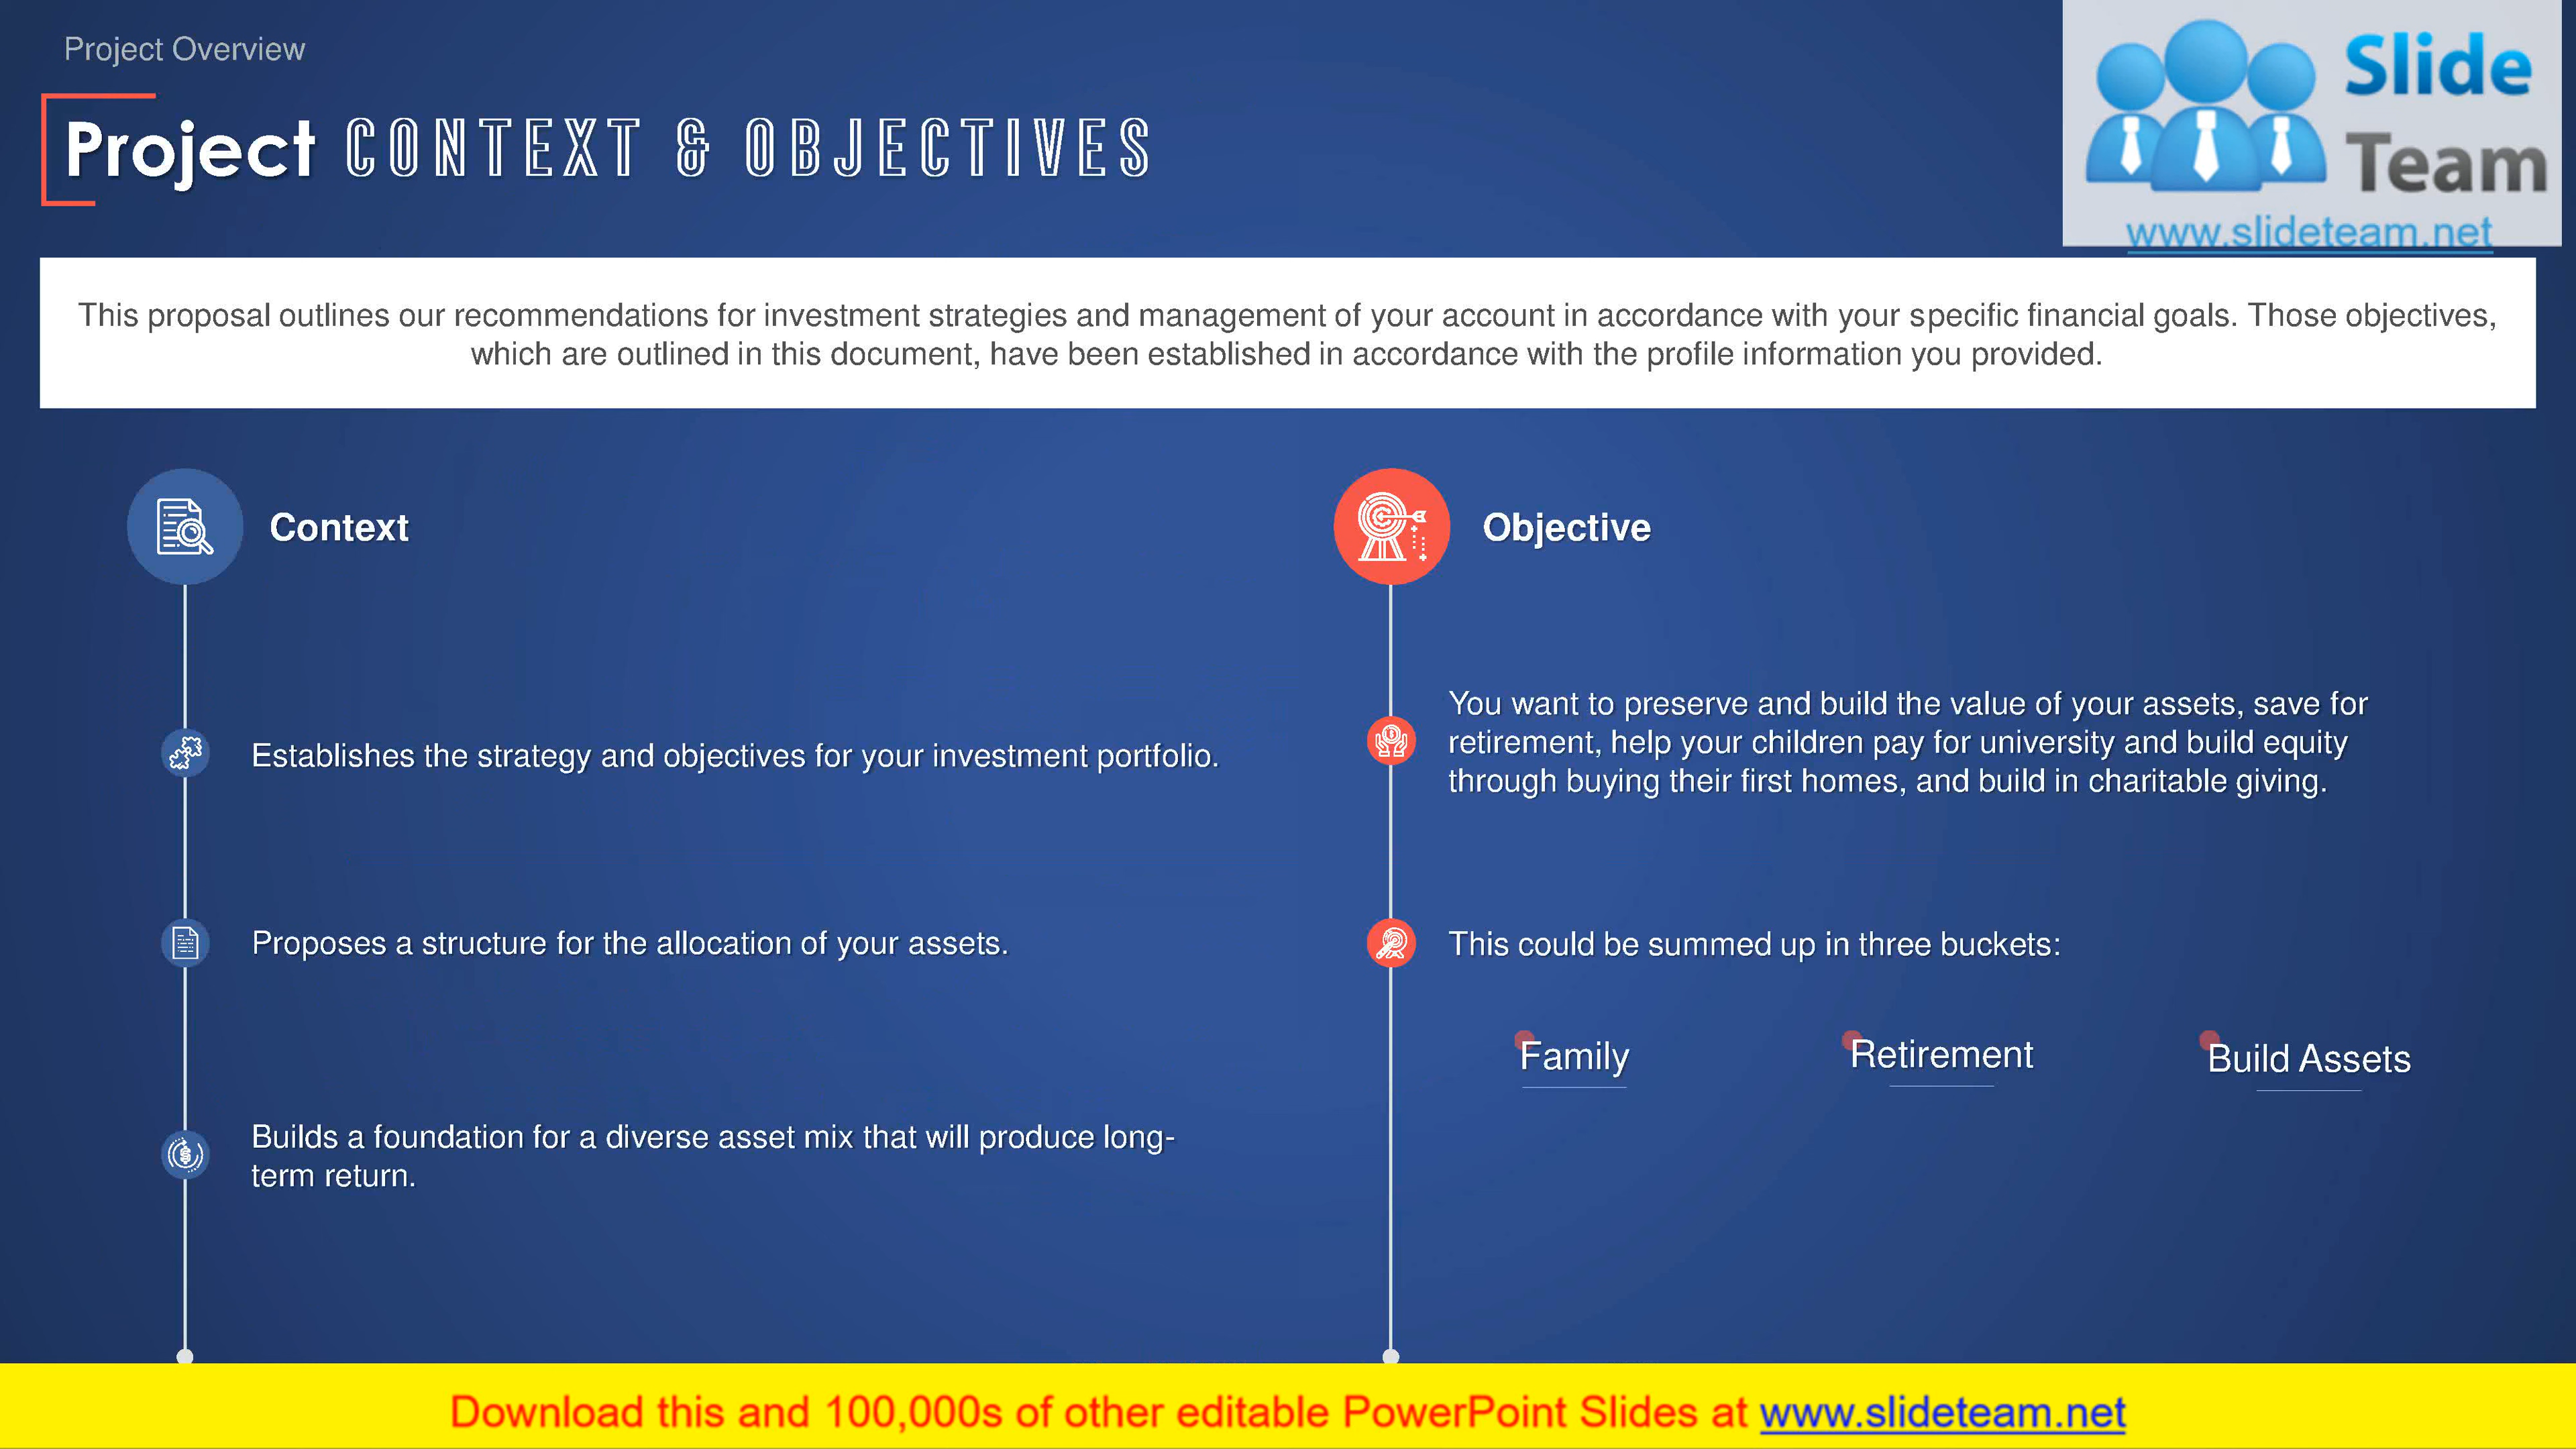 Project Overview
Project CONTEXT & OBJECTIVES
Slide
Team
www.slideteam.net
This proposal outlines our recommendations for investment strategies and management of your account in accordance with your specific financial goals. Those objectives,
which are outlined in this document, have been established in accordance with the profile information you provided.
Context
Establishes the strategy and objectives for your investment portfolio.
Proposes a structure for the allocation of your assets.
Builds a foundation for a diverse asset mix that will produce long-
term return.
Objective
You want to preserve and build the value of your assets, save for
retirement, help your children pay for university and build equity
through buying their first homes, and build in charitable giving.
This could be summed up in three buckets:
Family
Retirement
Build Assets
Download this and 100,000s of other editable PowerPoint Slides at www.slideteam.net